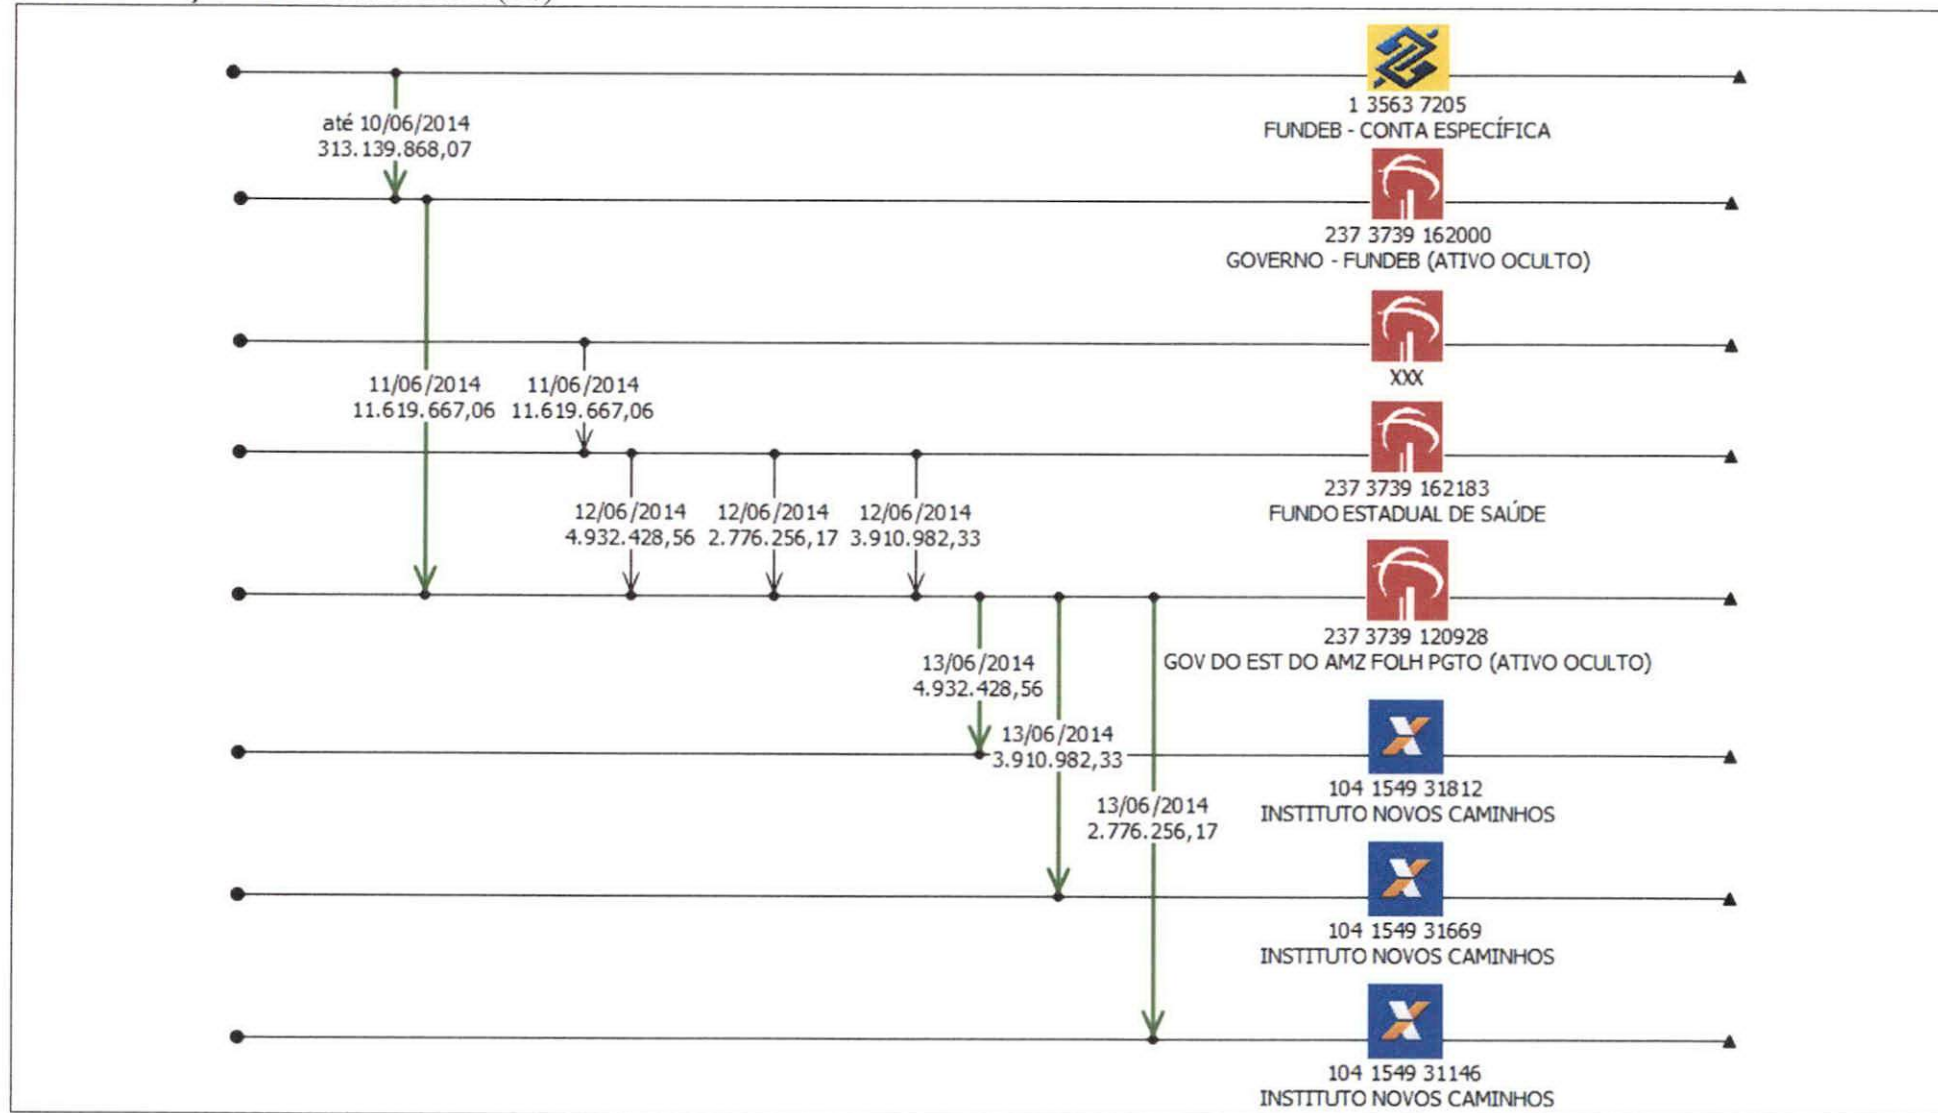 1 3563 7205
FUNDEB - CONTA ESPECÍFICA
até 10/06/2014
313.139.868,07
237 3739 162000
GOVERNO - FUNDEB (ATIVO OCULTO)
XXX
11/06/2014
11.619.667,06
11/06/2014
11.619.667,06
237 3739 162183
FUNDO ESTADUAL DE SAÚDE
12/06/2014
4.932.428,56
12/06/2014
2.776.256,17
12/06/2014
3.910.982,33
237 3739 120928
GOV DO EST DO AMZ FOLH PGTO (ATIVO OCULTO)
13/06/2014
4.932.428,56
13/06/2014
3.910.982,33
13/06/2014
2.776.256,17
104 1549 31812
INSTITUTO NOVOS CAMINHOS
104 1549 31669
INSTITUTO NOVOS CAMINHOS
104 1549 31146
INSTITUTO NOVOS CAMINHOS